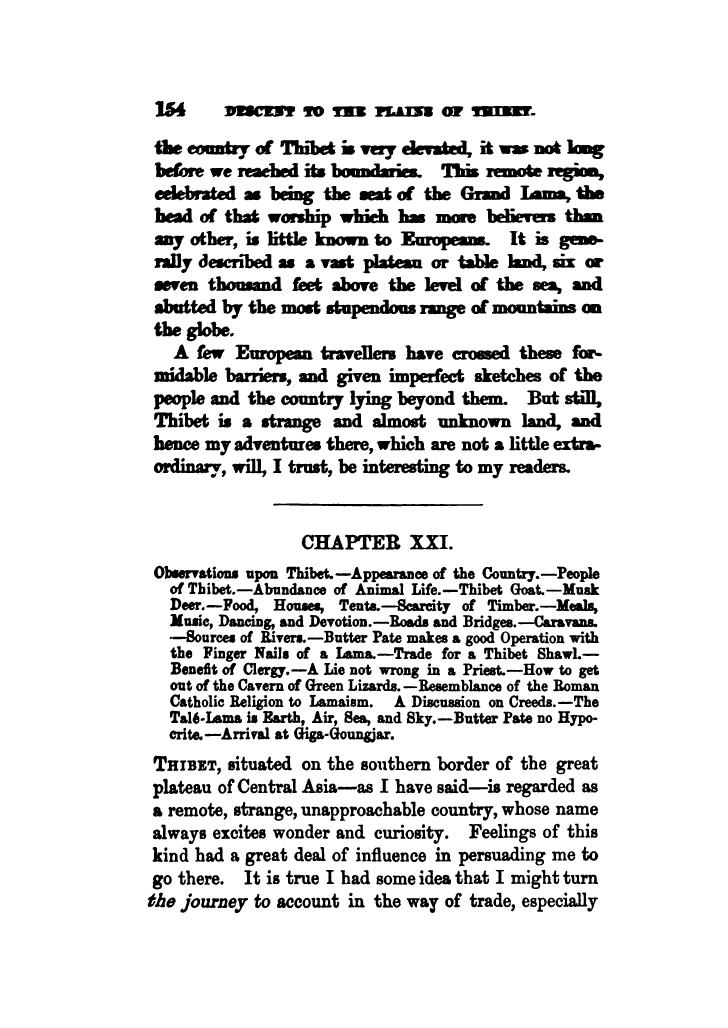 154 DESCENT TO THE PLAINS OF THIBET.
the country of Thibet is very elevated, it was not long
before we reached its boundaries. This remote region,
celebrated as being the seat of the Grand Lama, the
head of that worship which has more believers than
any other, is little known to Europeans. It is gene-
rally described as a vast plateau or table land, six or
seven thousand feet above the level of the sea, and
abutted by the most stupendous range of mountains on
the globe.
A few European travellers have crossed these for-
midable barriers, and given imperfect sketches of the
people and the country lying beyond them. But still,
Thibet is a strange and almost unknown land, and
hence my adventures there, which are not a little extra-
ordinary, will, I trust, be interesting to my readers.
CHAPTER XXI.
Observations upon Thibet.—Appearance of the Country.—People
of Thibet.—Abundance of Animal Life.—Thibet Goat.—Musk
Deer.—Food, Houses, Tents.—Scarcity of Timber.—Meals,
Music, Dancing, and Devotion.—Roads and Bridges.—Caravans.
—Sources of Rivers.—Butter Pate makes a good Operation with
the Finger Nails of a Lama.—Trade for a Thibet Shawl.—
Benefit of Clergy.—A Lie not wrong in a Priest.—How to get
out of the Cavern of Green Lizards.—Resemblance of the Roman
Catholic Religion to Lamaism. A Discussion on Creeds.—The
Talé-Lama is Earth, Air, Sea, and Sky.—Butter Pate no Hypo-
crite.—Arrival at Giga-Goungjar.
THIBET, situated on the southern border of the great
plateau of Central Asia—as I have said—is regarded as
a remote, strange, unapproachable country, whose name
always excites wonder and curiosity. Feelings of this
kind had a great deal of influence in persuading me to
go there. It is true I had some idea that I might turn
the journey to account in the way of trade, especially